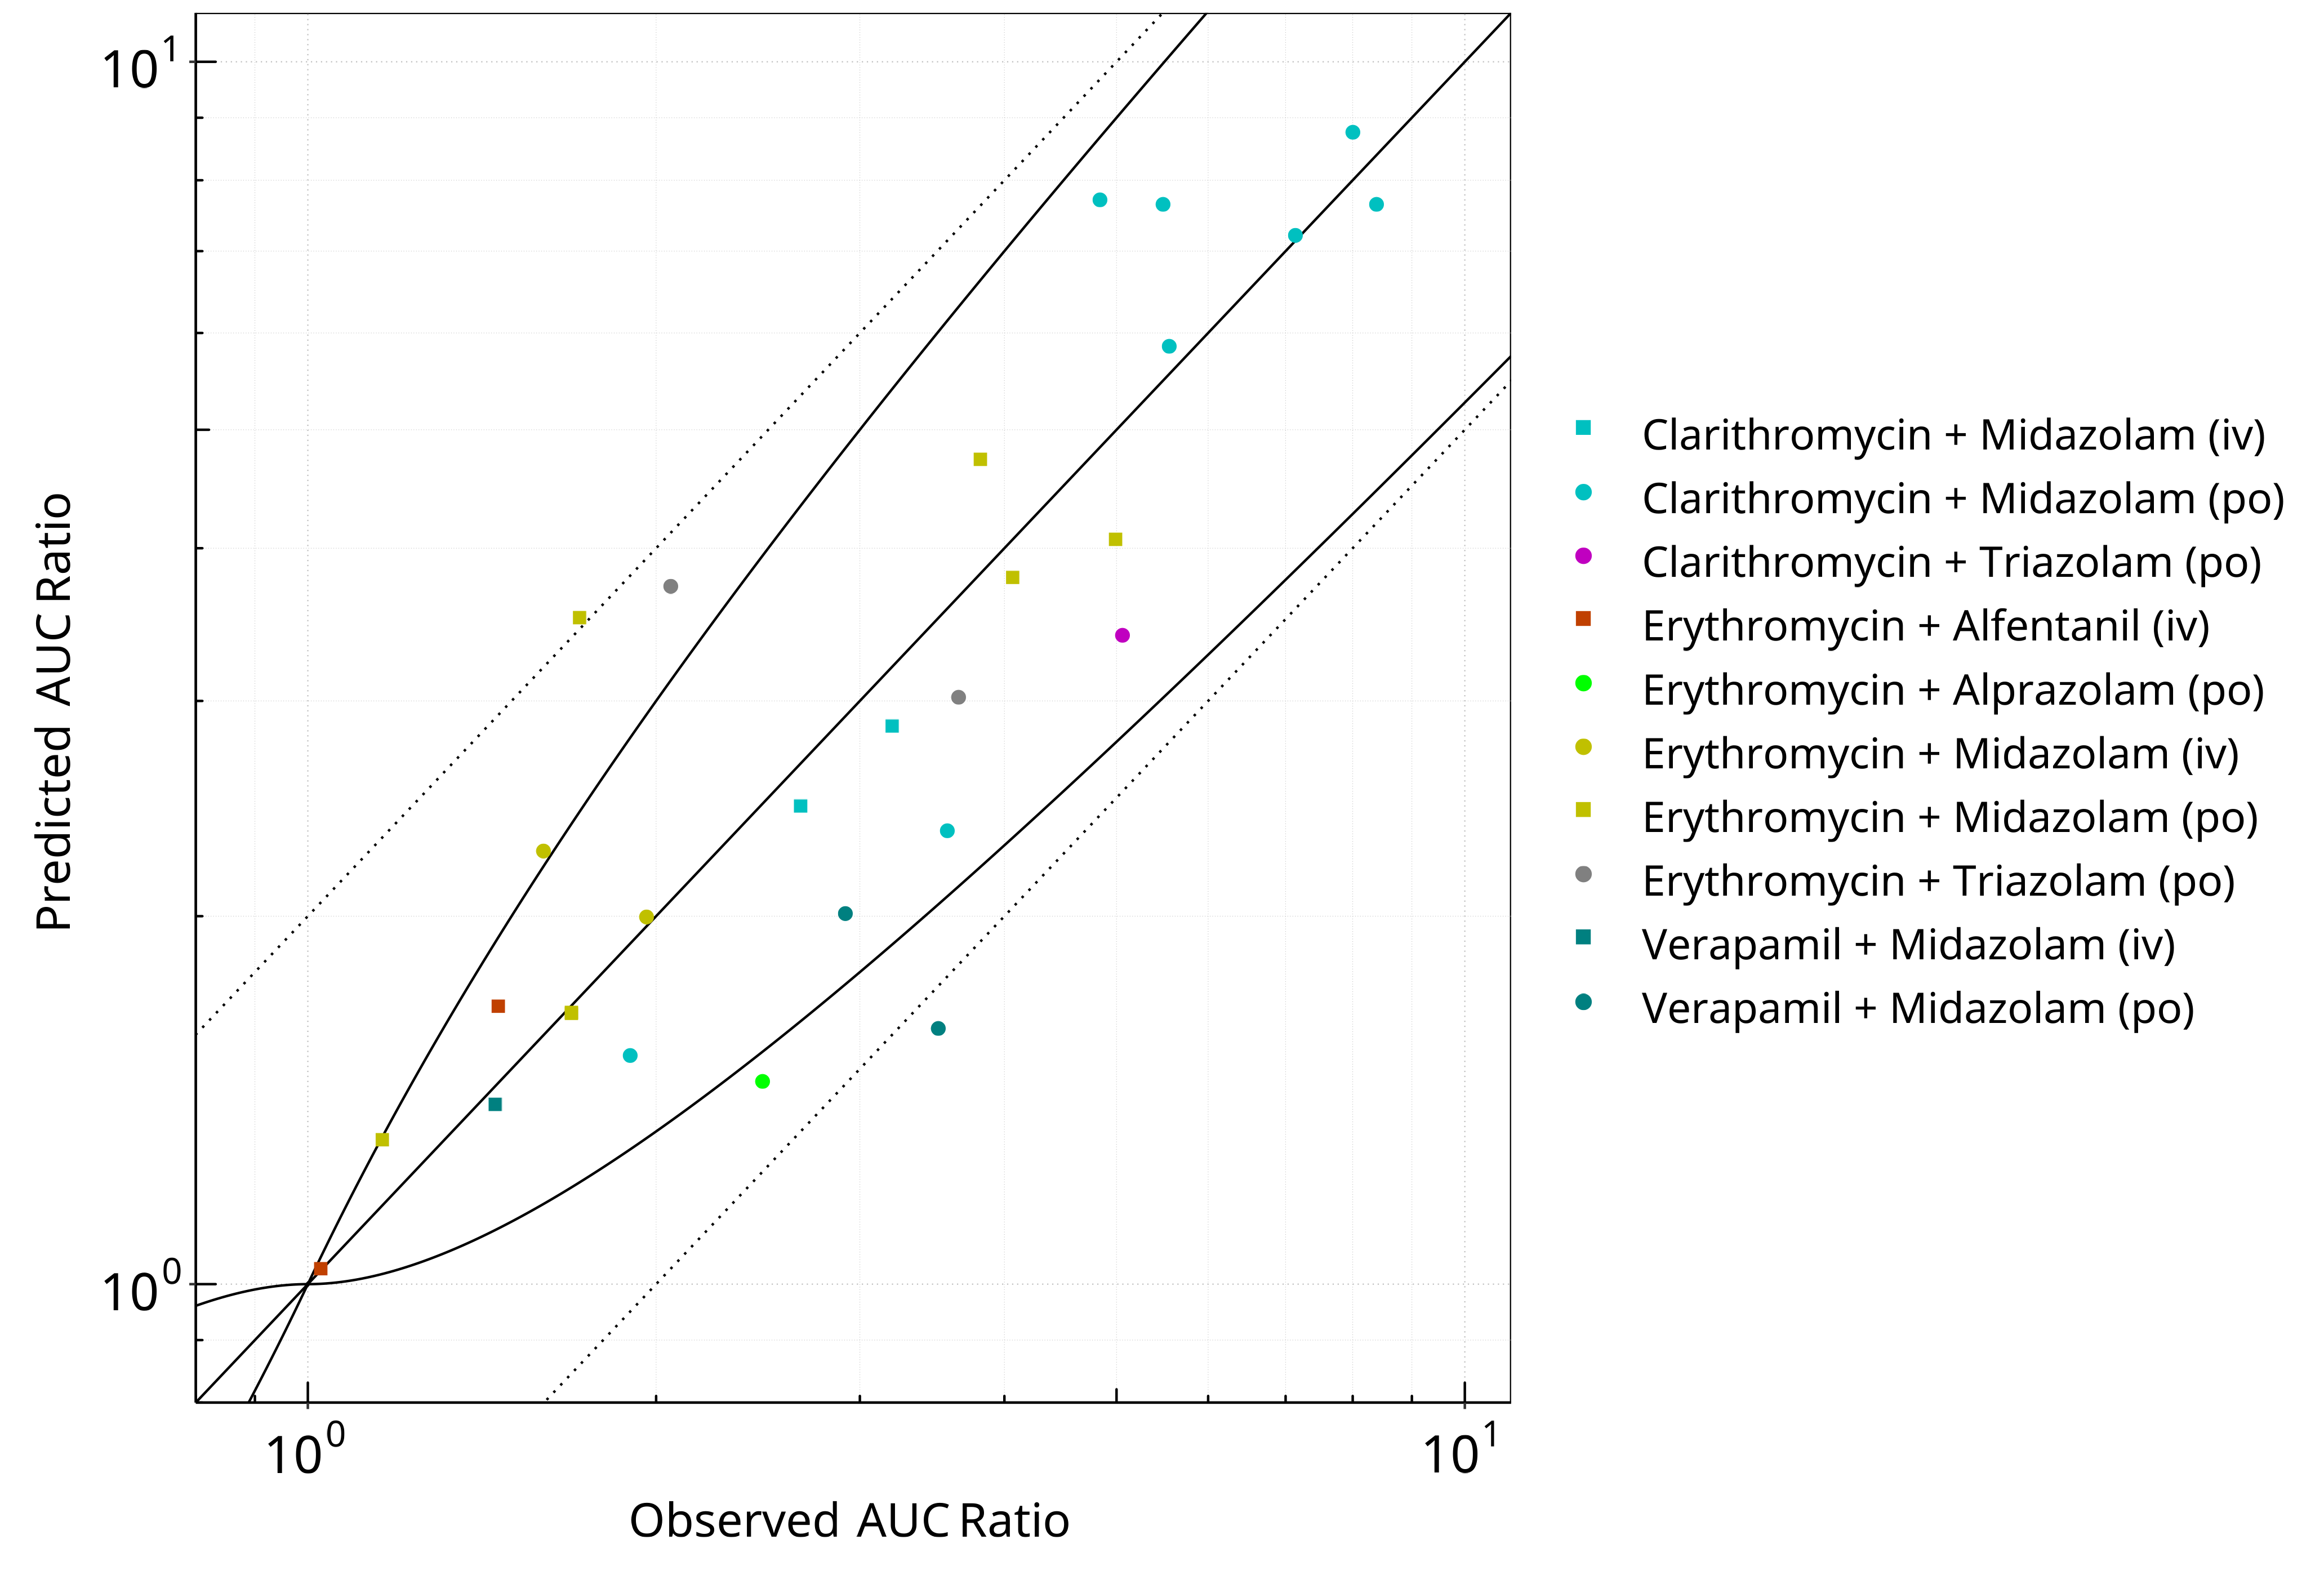 10^1
10^0
Predicted AUC Ratio
10^0
10^1
Observed AUC Ratio
Clarithromycin + Midazolam (iv)
Clarithromycin + Midazolam (po)
Clarithromycin + Triazolam (po)
Erythromycin + Alfentanil (iv)
Erythromycin + Alprazolam (po)
Erythromycin + Midazolam (iv)
Erythromycin + Midazolam (po)
Erythromycin + Triazolam (po)
Verapamil + Midazolam (iv)
Verapamil + Midazolam (po)